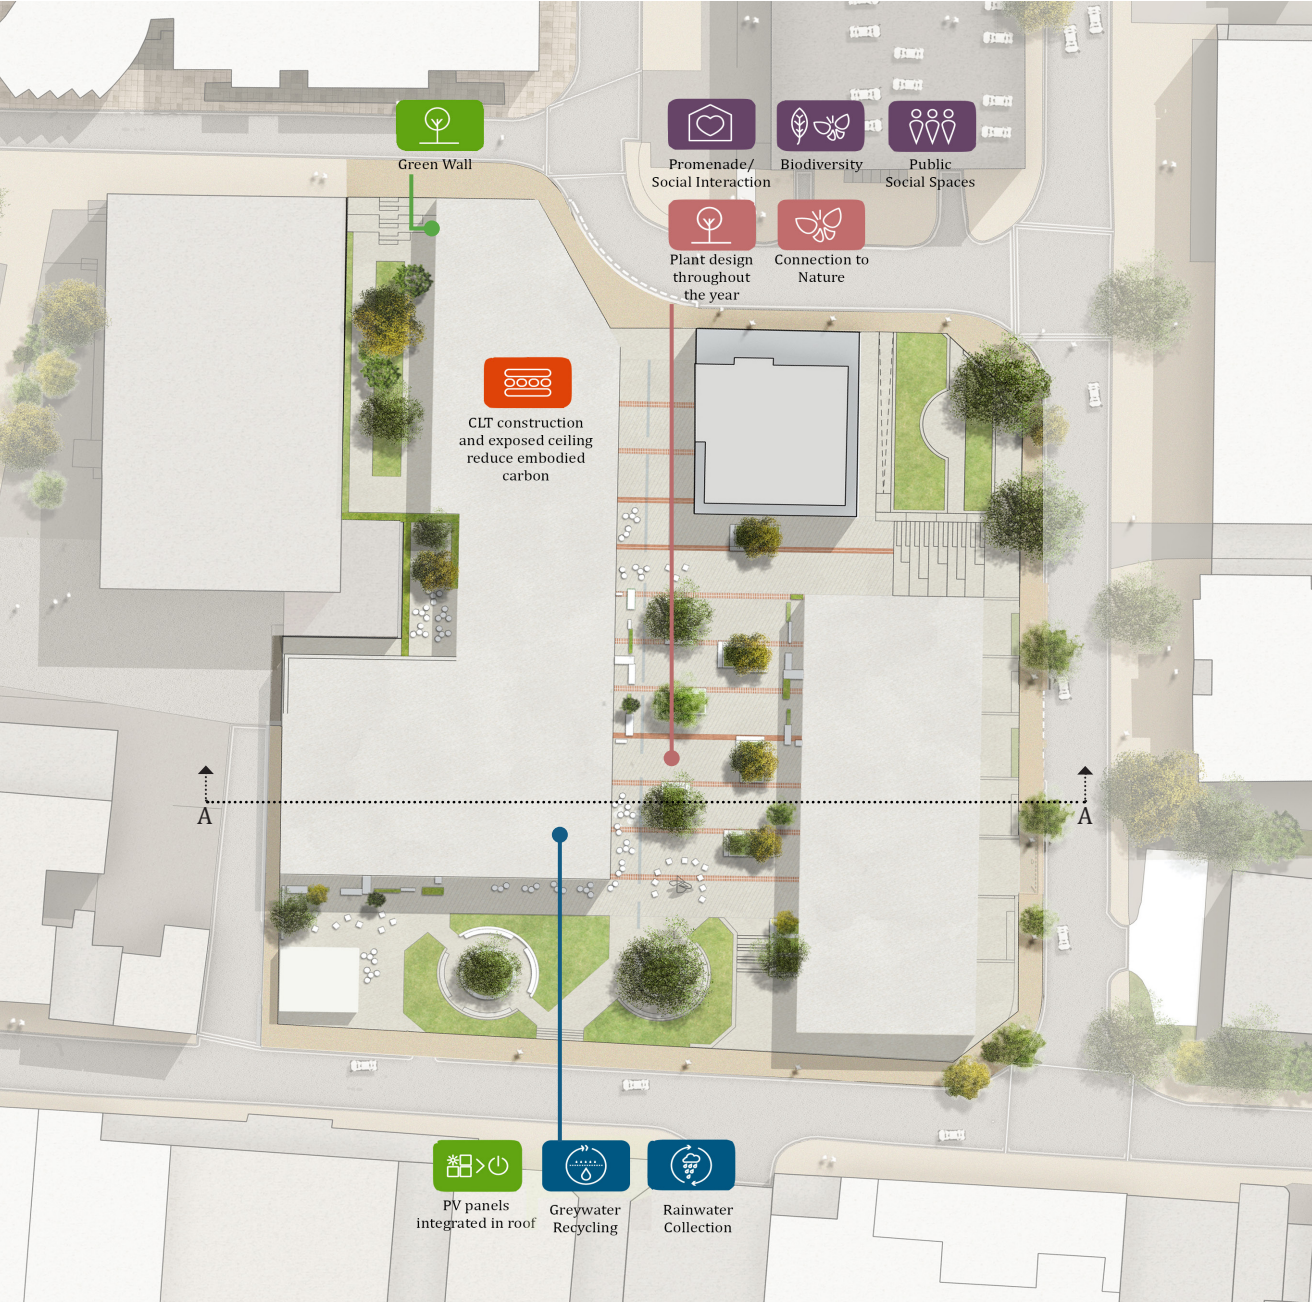 Green Wall
Promenade/
Social Interaction
Biodiversity
Public
Social Spaces
Plant design
throughout
the year
Connection to
Nature
CLT construction
and exposed ceiling
reduce embodied
carbon
A
A
PV panels
integrated in roof
Greywater
Recycling
Rainwater
Collection